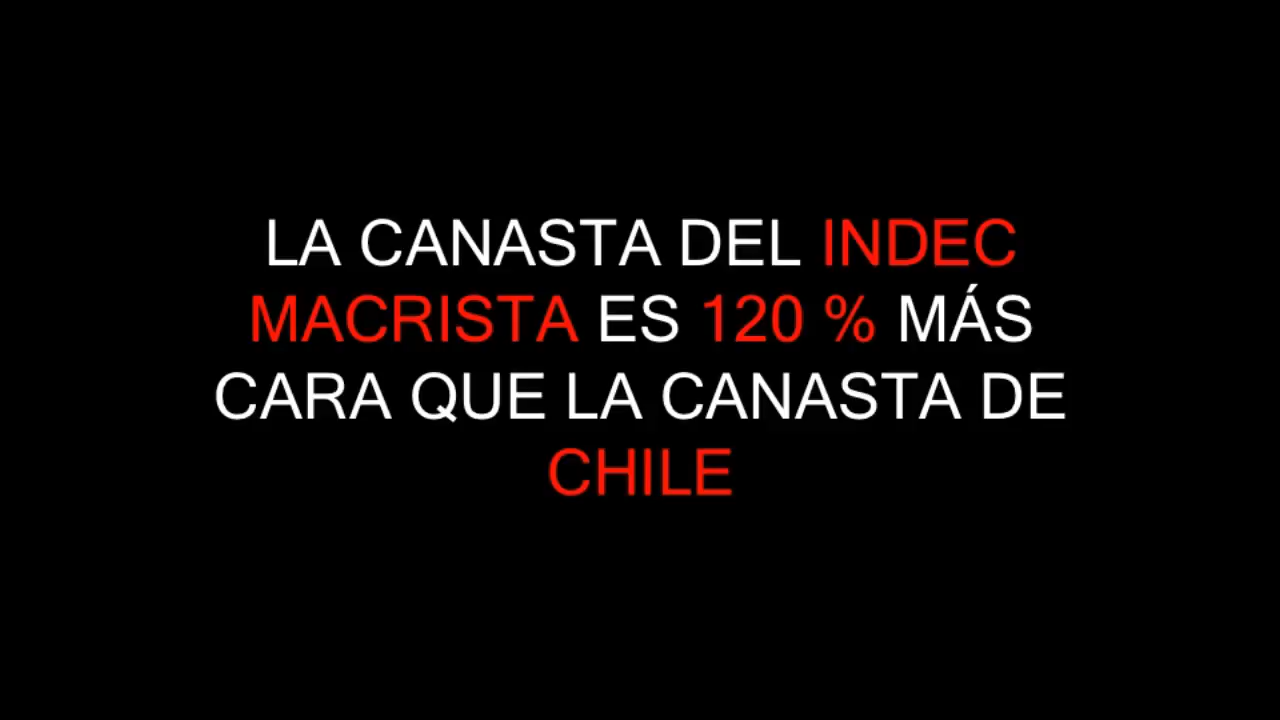 LA CANASTA DEL INDEC
MACRISTA ES 120 % MÁS
CARA QUE LA CANASTA DE
CHILE